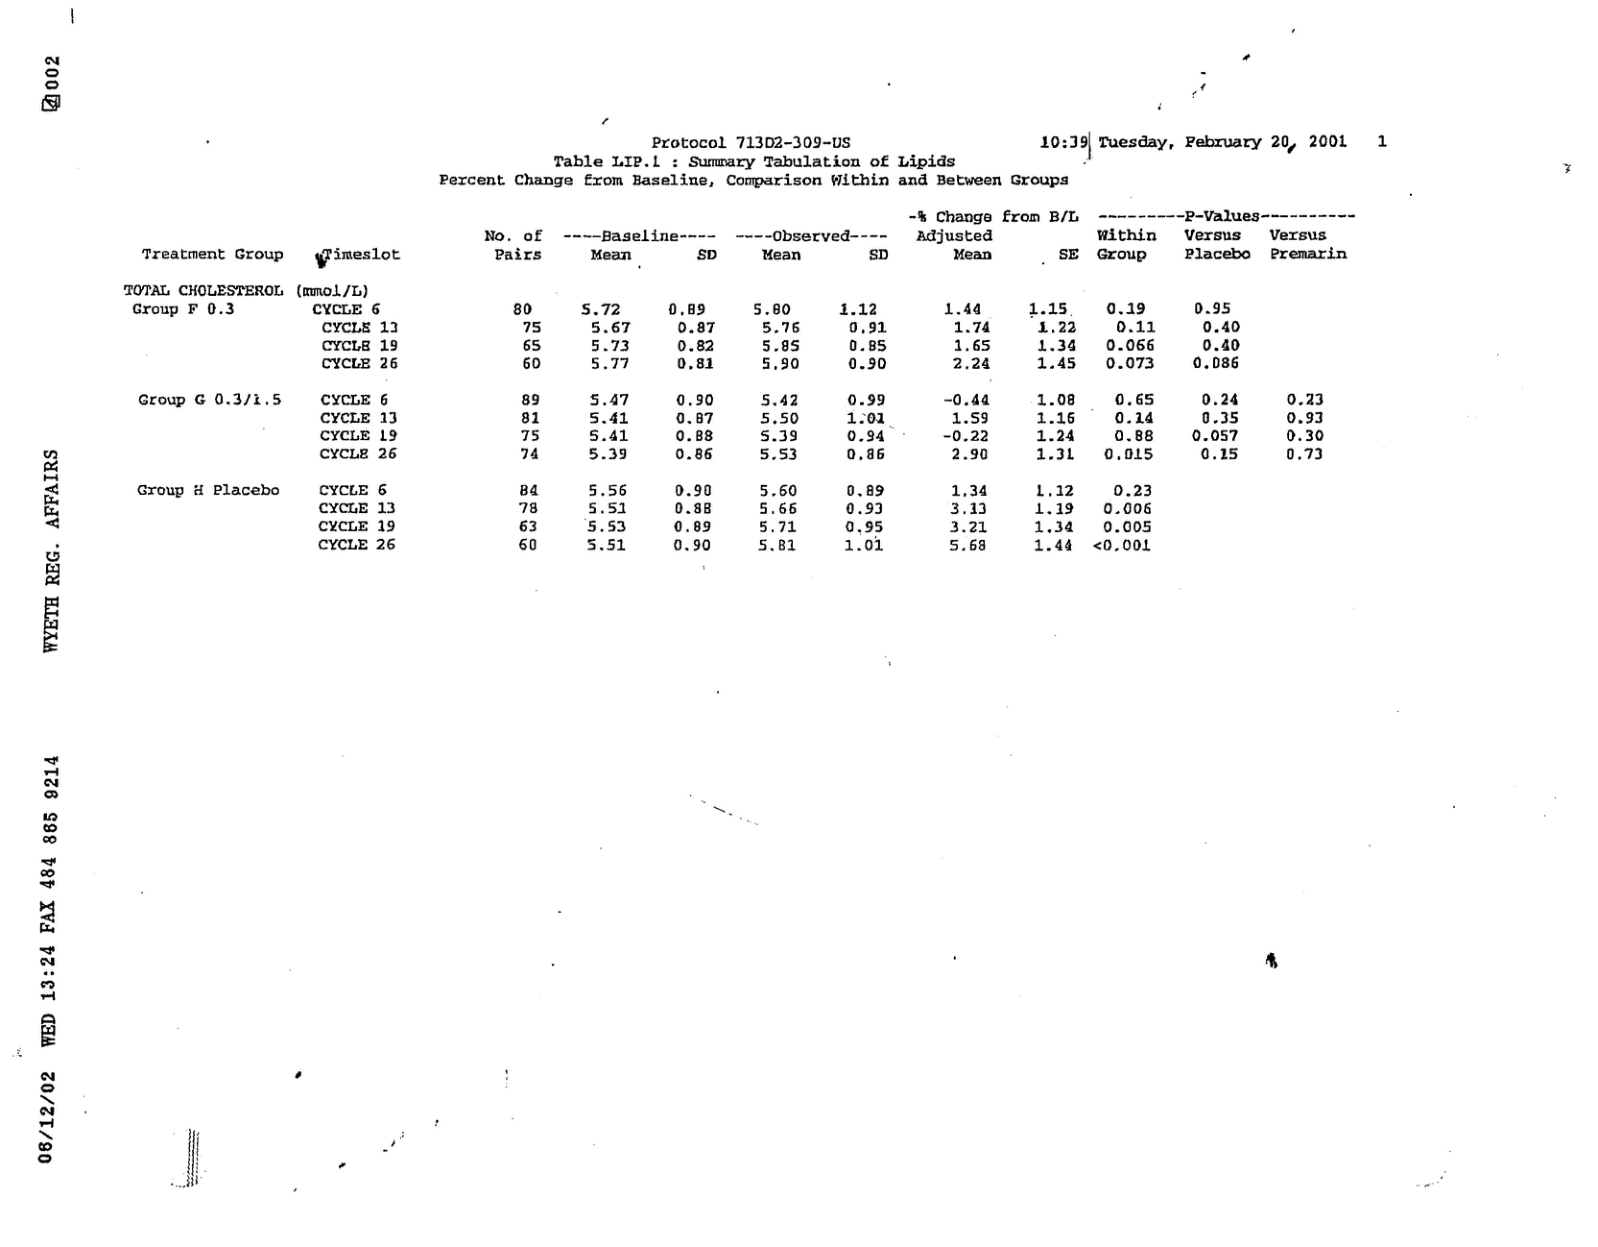 002
Protocol 713D2-309-US 10:39 Tuesday, February 20, 2001 1
Table LIP.1 : Summary Tabulation of Lipids
Percent Change from Baseline, Comparison Within and Between Groups
-% Change from B/L ---------P-Values----------
No. of ----Baseline---- ----Observed---- Adjusted Within Versus Versus
Treatment Group Timeslot Pairs Mean SD Mean SD Mean SE Group Placebo Premarin
TOTAL CHOLESTEROL (mmol/L)
Group F 0.3 CYCLE 6 80 5.72 0.89 5.80 1.12 1.44 1.15 0.19 0.95
CYCLE 13 75 5.67 0.87 5.76 0.91 1.74 1.22 0.11 0.40
CYCLE 19 65 5.73 0.82 5.85 0.85 1.65 1.34 0.066 0.40
CYCLE 26 60 5.77 0.81 5.90 0.90 2.24 1.45 0.073 0.086
Group G 0.3/1.5 CYCLE 6 89 5.47 0.90 5.42 0.99 -0.44 1.08 0.65 0.24 0.23
CYCLE 13 81 5.41 0.87 5.50 1.01 1.59 1.16 0.14 0.35 0.93
CYCLE 19 75 5.41 0.88 5.39 0.94 -0.22 1.24 0.88 0.057 0.30
CYCLE 26 74 5.39 0.86 5.53 0.86 2.90 1.31 0.015 0.15 0.73
Group H Placebo CYCLE 6 84 5.56 0.90 5.60 0.89 1.34 1.12 0.23
CYCLE 13 78 5.51 0.88 5.66 0.93 3.13 1.19 0.006
CYCLE 19 63 5.53 0.89 5.71 0.95 3.21 1.34 0.005
CYCLE 26 60 5.51 0.90 5.81 1.01 5.68 1.44 <0.001
06/12/02 WED 13:24 FAX 484 865 9214 WYETH REG. AFFAIRS